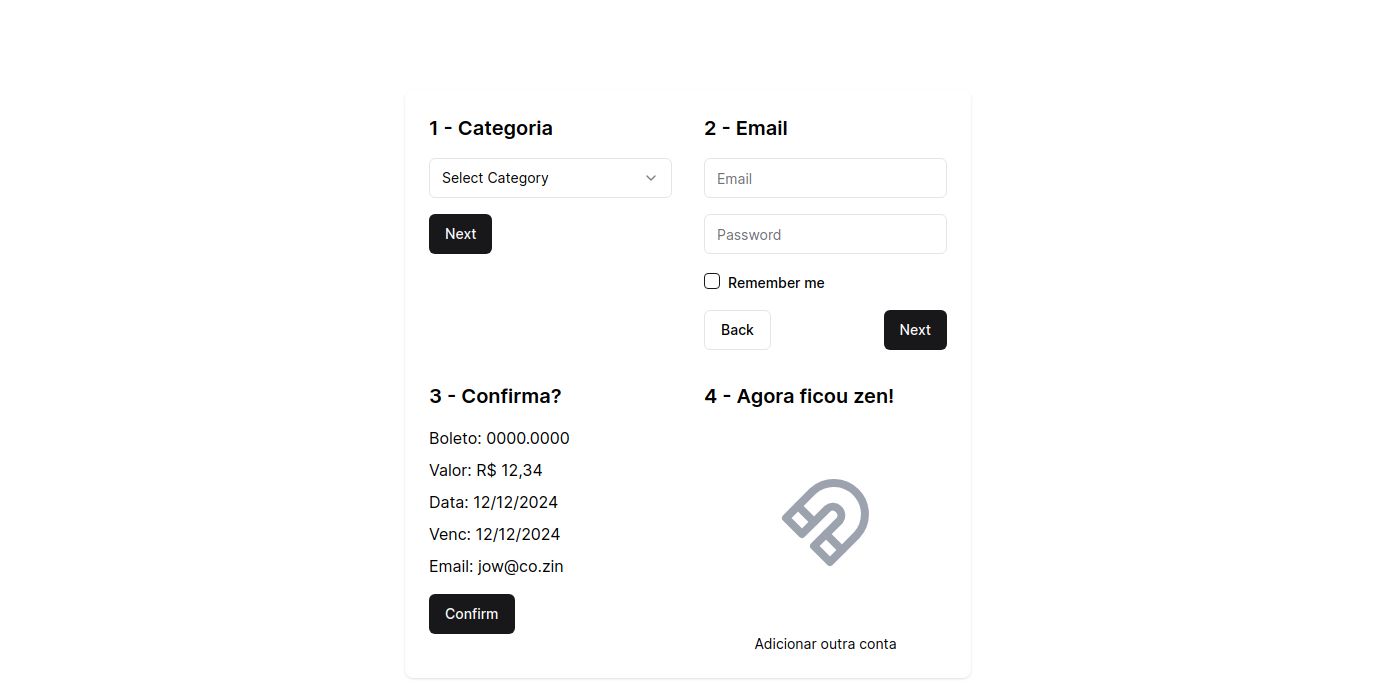 1 - Categoria
Select Category
Next
2 - Email
Email
Password
Remember me
Back
Next
3 - Confirma?
Boleto: 0000.0000
Valor: R$ 12,34
Data: 12/12/2024
Venc: 12/12/2024
Email: jow@co.zin
Confirm
4 - Agora ficou zen!
Adicionar outra conta